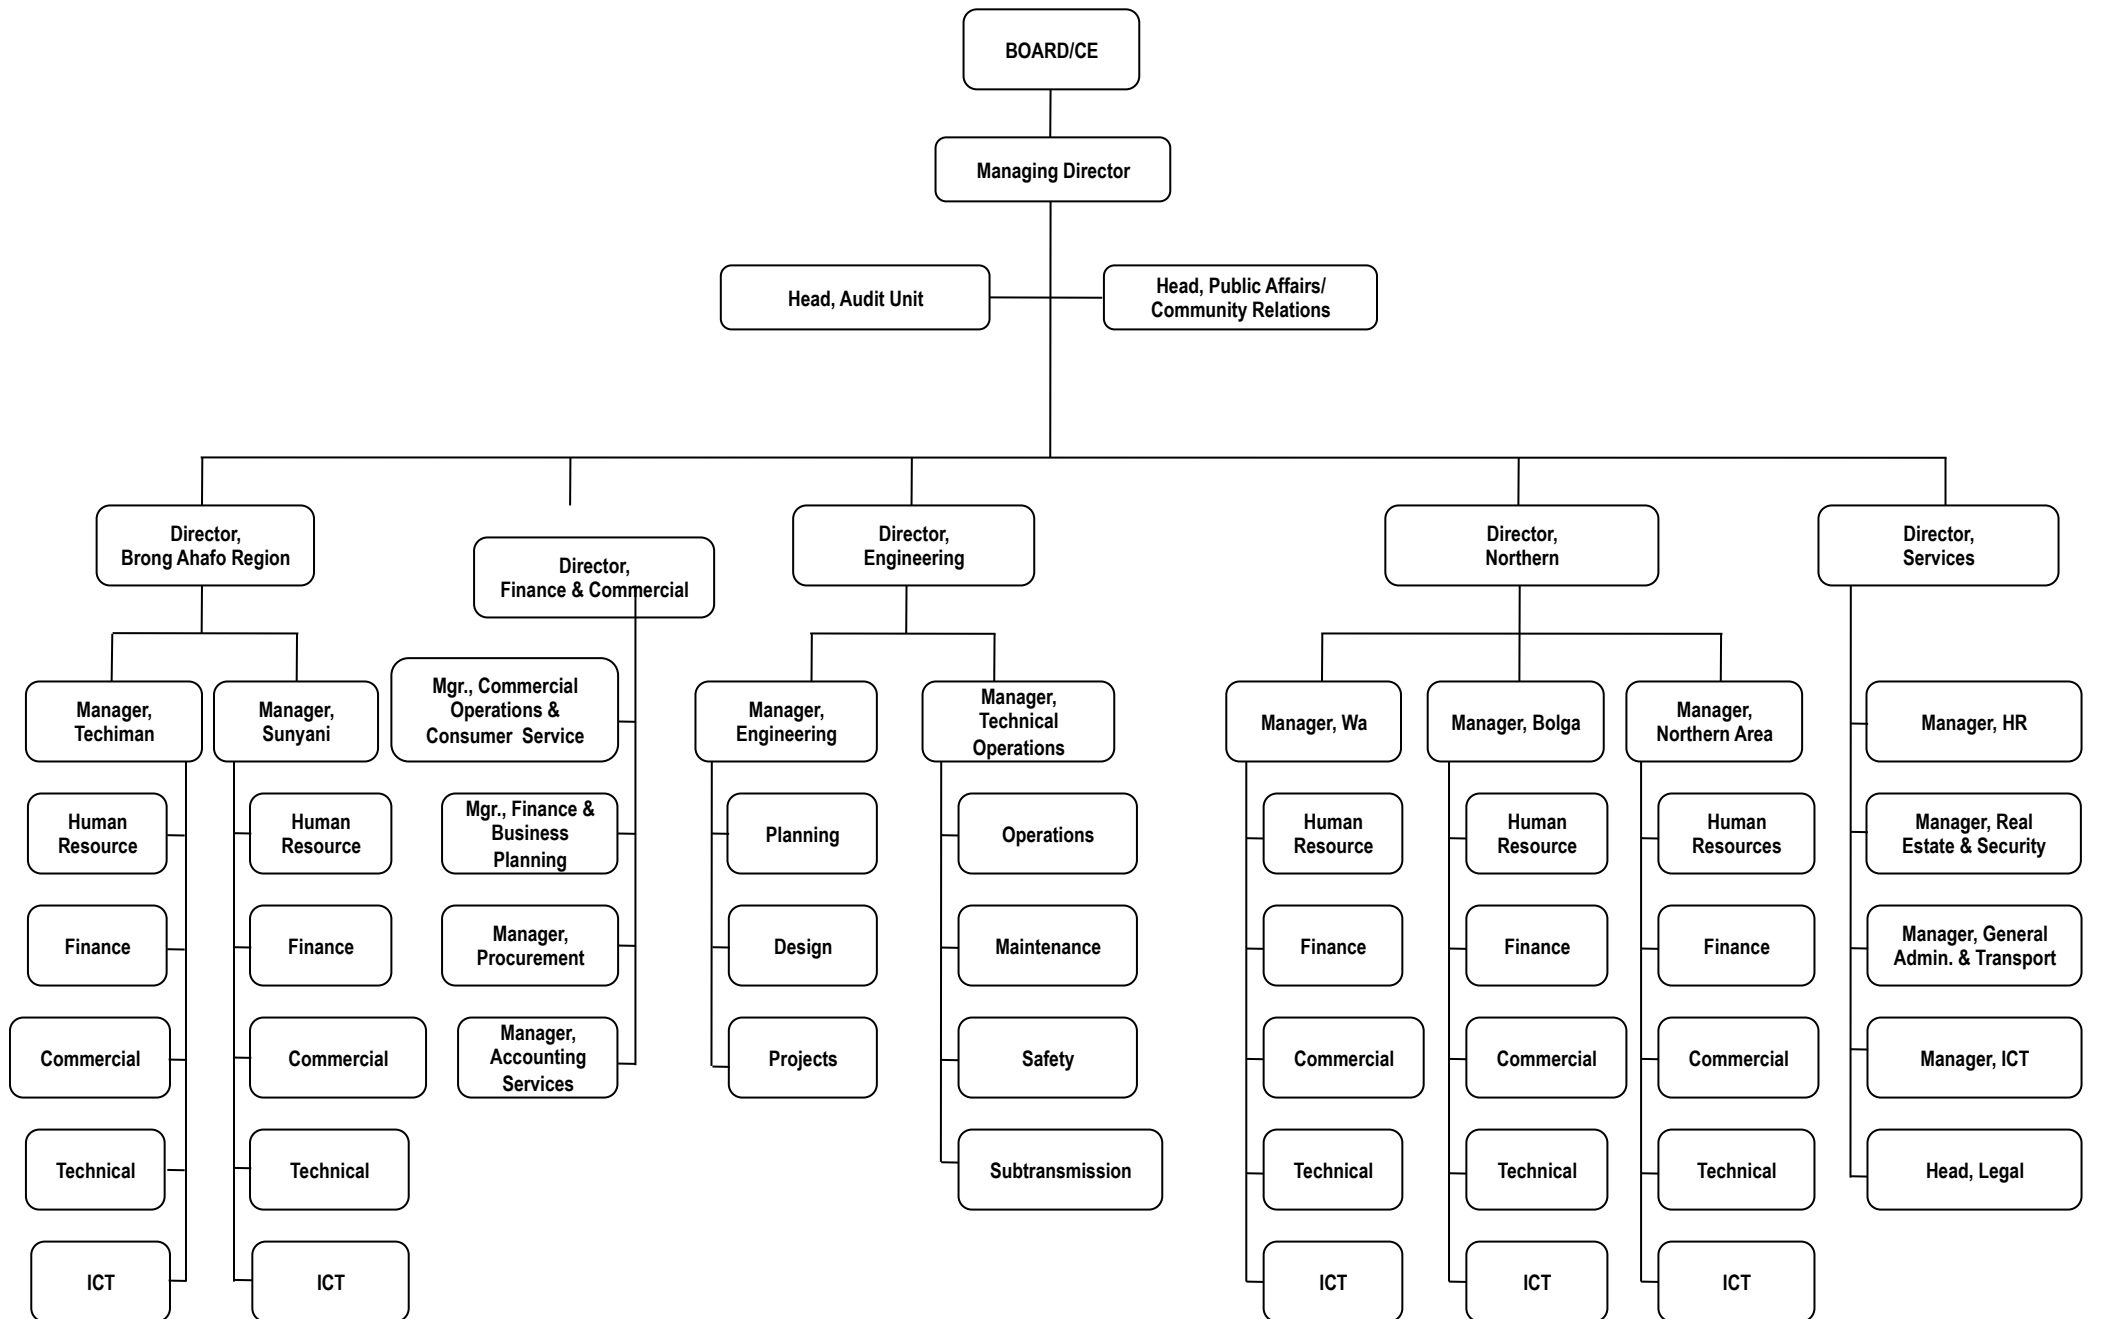 BOARD/CE
Managing Director
Head, Audit Unit
Head, Public Affairs/
Community Relations
Director,
Brong Ahafo Region
Director,
Finance & Commercial
Director,
Engineering
Director,
Northern
Director,
Services
Manager,
Techiman
Manager,
Sunyani
Mgr., Commercial
Operations &
Consumer Service
Manager,
Engineering
Manager,
Technical
Operations
Manager, Wa
Manager, Bolga
Manager,
Northern Area
Manager, HR
Human
Resource
Human
Resource
Mgr., Finance &
Business
Planning
Planning
Operations
Human
Resource
Human
Resource
Human
Resources
Manager, Real
Estate & Security
Finance
Finance
Manager,
Procurement
Design
Maintenance
Finance
Finance
Finance
Manager, General
Admin. & Transport
Commercial
Commercial
Manager,
Accounting
Services
Projects
Safety
Commercial
Commercial
Commercial
Manager, ICT
Technical
Technical
Subtransmission
Technical
Technical
Technical
Head, Legal
ICT
ICT
ICT
ICT
ICT